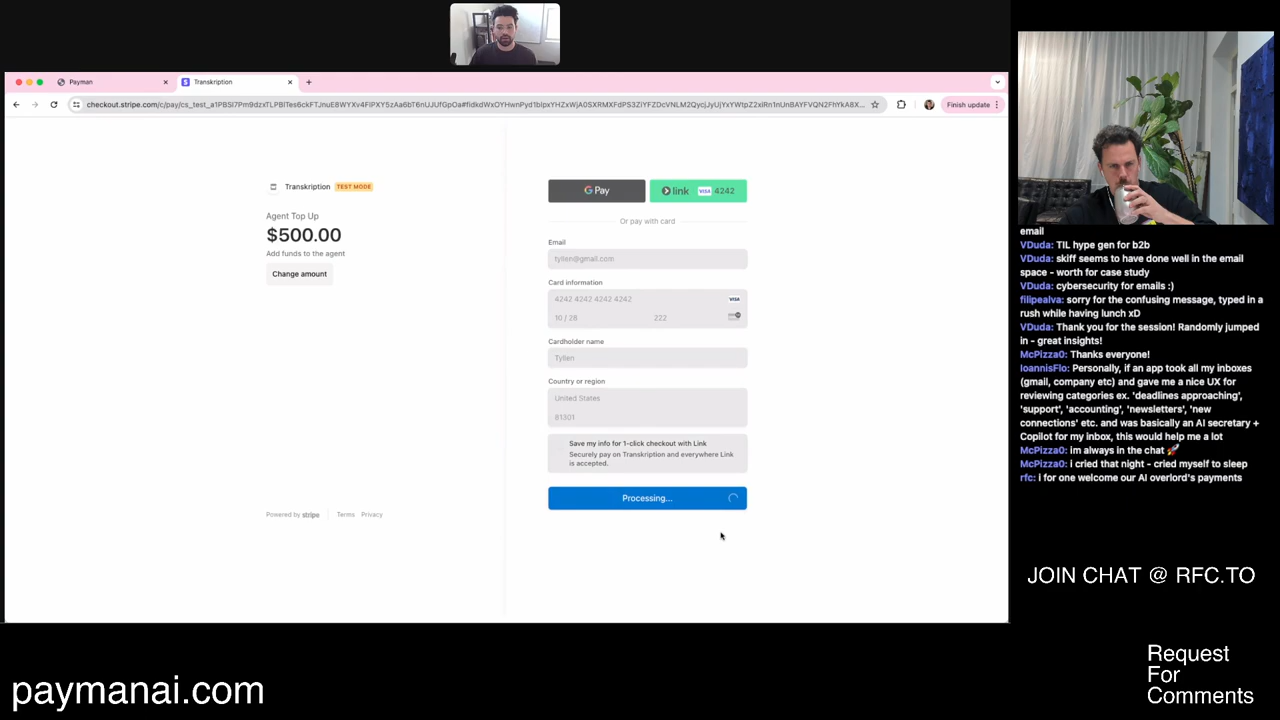 Payman
Transkription
Finish update
Transkription TEST MODE
Agent Top Up
$500.00
Add funds to the agent
Change amount
G Pay
link VISA 4242
Or pay with card
Email
tylien@gmail.com
Card information
4242 4242 4242 4242 VISA
10 / 28 222
Cardholder name
Tylien
Country or region
United States
81301
Save my info for 1-click checkout with Link
Securely pay on Transkription and everywhere Link
is accepted.
Processing...
Powered by stripe Terms Privacy
email
VDuda: TIL hype gen for b2b
VDuda: skiff seems to have done well in the email
space - worth for case study
VDuda: cybersecurity for emails :)
filipealva: sorry for the confusing message, typed in a
rush while having lunch xD
VDuda: Thank you for the session! Randomly jumped
in - great insights!
McPizza0: Thanks everyone!
IoannisFlo: Personally, if an app took all my inboxes
(gmail, company etc) and gave me a nice UX for
reviewing categories ex. 'deadlines approaching',
'support', 'accounting', 'newsletters', 'new
connections' etc. and was basically an AI secretary +
Copilot for my inbox, this would help me a lot
McPizza0: im always in the chat 🚀
McPizza0: i cried that night - cried myself to sleep
rfc: i for one welcome our AI overlord's payments
JOIN CHAT @ RFC.TO
paymanai.com
Request
For
Comments